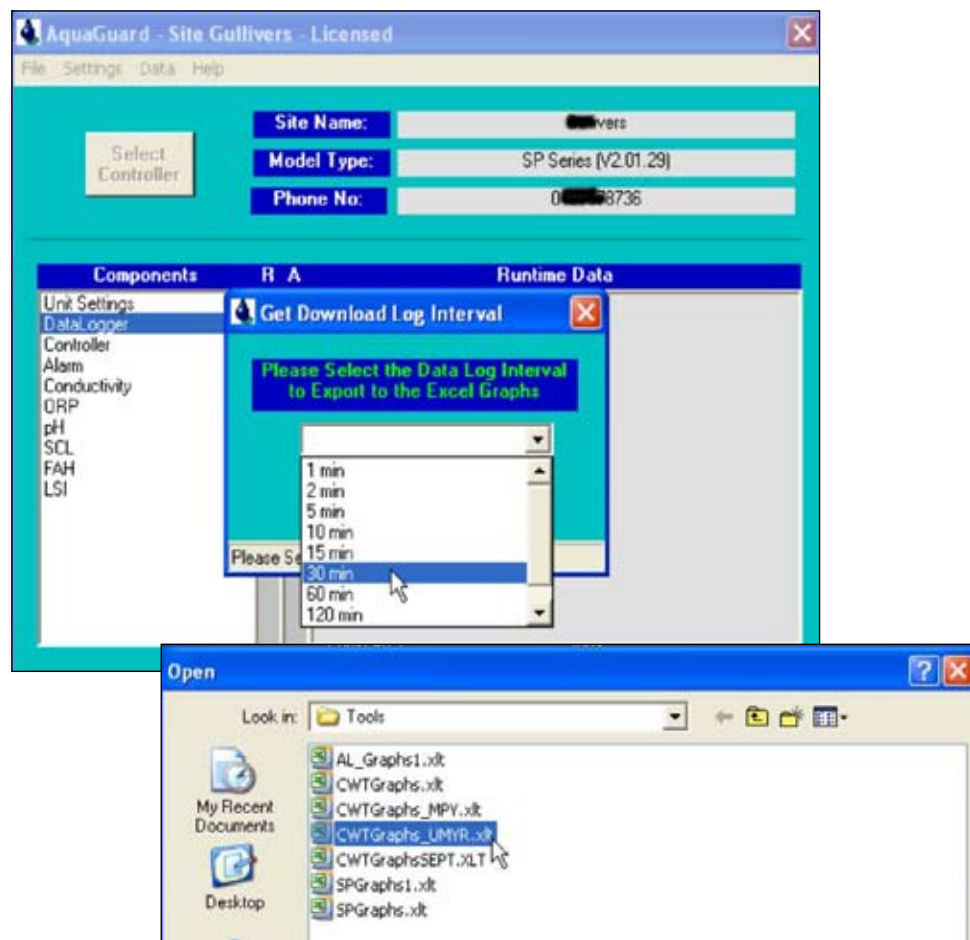 AquaGuard - Site Gullivers - Licensed
File Settings Data Help
Select
Controller
Site Name: vers
Model Type: SP Series (V2.01.29)
Phone No: 0 8736
Components R A Runtime Data
Unit Settings
DataLogger
Controller
Alarm
Conductivity
ORP
pH
SCL
FAH
LSI
Get Download Log Interval
Please Select the Data Log Interval
to Export to the Excel Graphs
1 min
2 min
5 min
10 min
15 min
30 min
60 min
120 min
Please Se
Open
Look in: Tools
My Recent
Documents
Desktop
AL_Graphs1.xlt
CWTGraphs.xlt
CWTGraphs_MPY.xlt
CWTGraphs_UMYR.xlt
CWTGraphsSEPT.XLT
SPGraphs1.xlt
SPGraphs.xlt